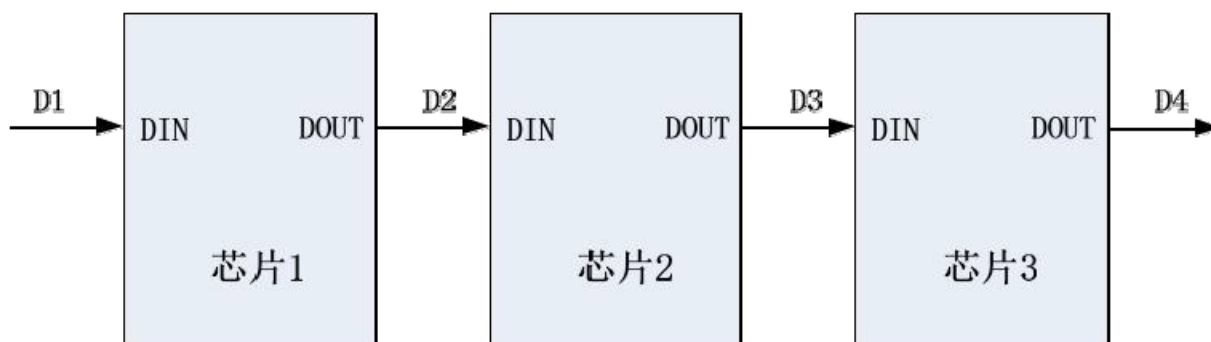 D1 D2 D3 D4
DIN DOUT DIN DOUT DIN DOUT
芯片1 芯片2 芯片3